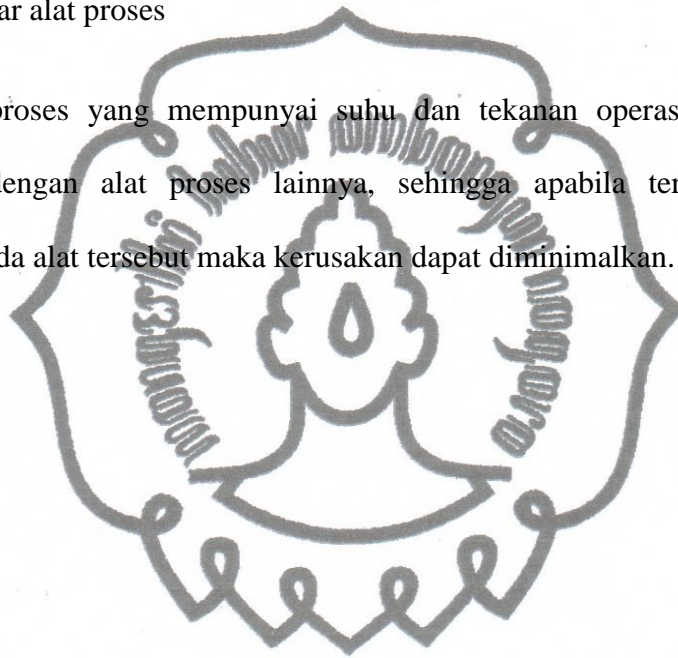 ar alat proses
proses yang mempunyai suhu dan tekanan operas
dengan alat proses lainnya, sehingga apabila ter
da alat tersebut maka kerusakan dapat diminimalkan.